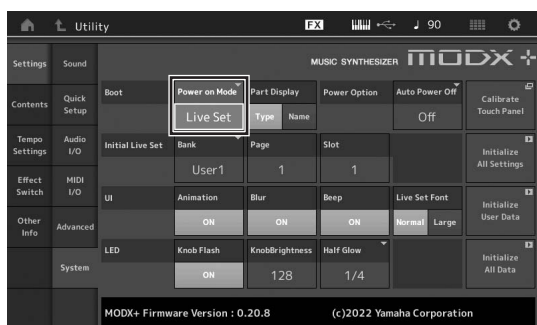 Utility FX 90
MUSIC SYNTHESIZER MODX+
Settings Sound
Contents Quick Setup
Tempo Settings Audio I/O
Effect Switch MIDI I/O
Other Info Advanced
System
Boot Power on Mode Part Display Power Option Auto Power Off
Live Set Type Name Off
Calibrate
Touch Panel
Initial Live Set Bank Page Slot
User1 1 1
Initialize
All Settings
UI Animation Blur Beep Live Set Font
ON ON ON Normal Large
Initialize
User Data
LED Knob Flash KnobBrightness Half Glow
ON 128 1/4
Initialize
All Data
MODX+ Firmware Version : 0.20.8 (c)2022 Yamaha Corporation